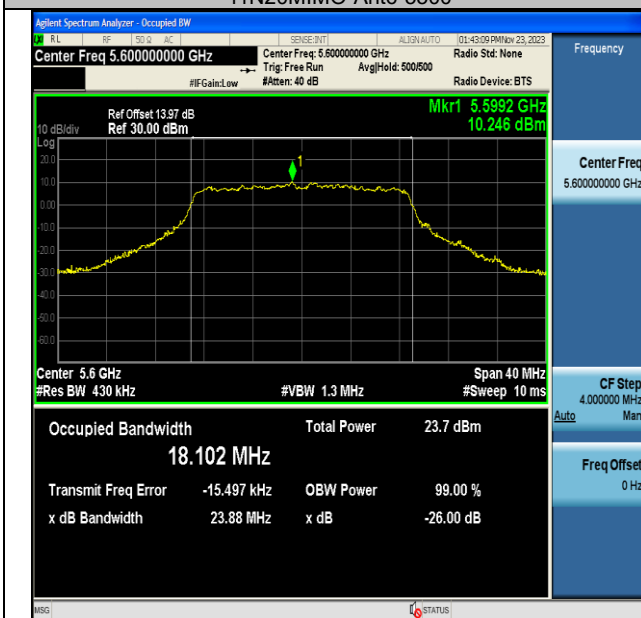 11N20MIMO-Ant0-5600
Agilent Spectrum Analyzer - Occupied BW
RL RF 50 Ω AC SENSE:INT ALIGN AUTO 01:43:09 PM Nov 23, 2023
Center Freq 5.600000000 GHz
Center Freq: 5.600000000 GHz Radio Std: None
Trig: Free Run Avg|Hold: 500/500
#IFGain:Low #Atten: 40 dB Radio Device: BTS
Frequency
Ref Offset 13.97 dB
10 dB/div Ref 30.00 dBm
Mkr1 5.5992 GHz
10.246 dBm
Log
20.0
10.0
0.00
-10.0
-20.0
-30.0
-40.0
-50.0
-60.0
1
Center 5.6 GHz Span 40 MHz
#Res BW 430 kHz #VBW 1.3 MHz #Sweep 10 ms
Center Freq
5.600000000 GHz
CF Step
4.000000 MHz
Auto Man
Freq Offset
0 Hz
Occupied Bandwidth Total Power 23.7 dBm
18.102 MHz
Transmit Freq Error -15.497 kHz OBW Power 99.00 %
x dB Bandwidth 23.88 MHz x dB -26.00 dB
MSG STATUS